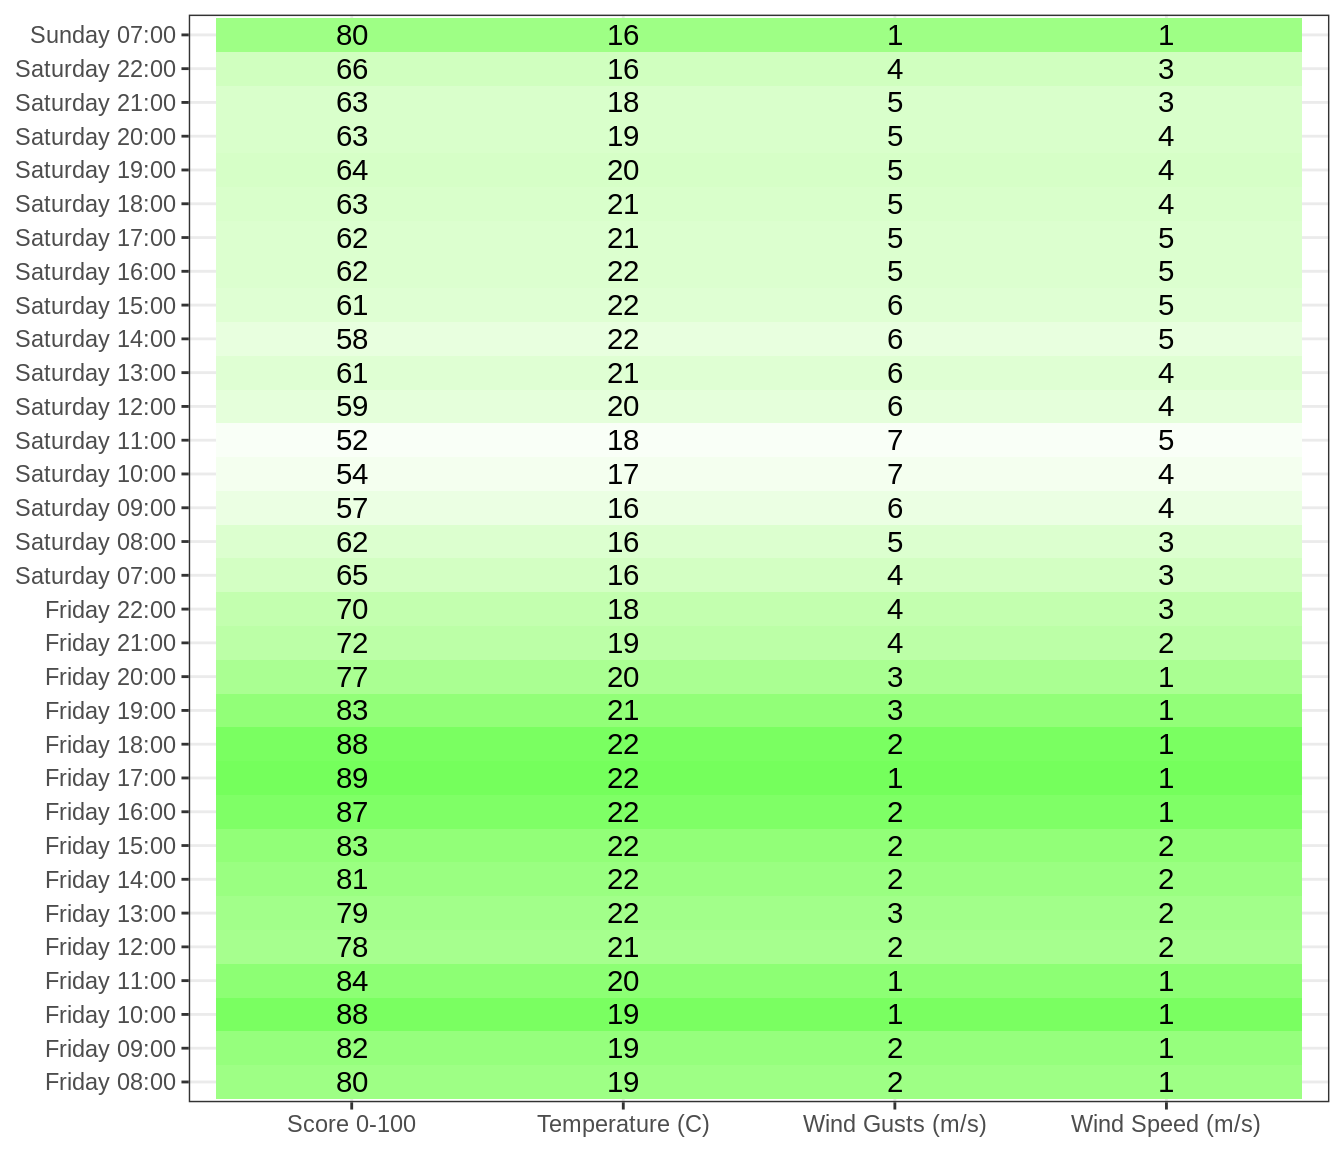 Sunday 07:00 80 16 1 1
Saturday 22:00 66 16 4 3
Saturday 21:00 63 18 5 3
Saturday 20:00 63 19 5 4
Saturday 19:00 64 20 5 4
Saturday 18:00 63 21 5 4
Saturday 17:00 62 21 5 5
Saturday 16:00 62 22 5 5
Saturday 15:00 61 22 6 5
Saturday 14:00 58 22 6 5
Saturday 13:00 61 21 6 4
Saturday 12:00 59 20 6 4
Saturday 11:00 52 18 7 5
Saturday 10:00 54 17 7 4
Saturday 09:00 57 16 6 4
Saturday 08:00 62 16 5 3
Saturday 07:00 65 16 4 3
Friday 22:00 70 18 4 3
Friday 21:00 72 19 4 2
Friday 20:00 77 20 3 1
Friday 19:00 83 21 3 1
Friday 18:00 88 22 2 1
Friday 17:00 89 22 1 1
Friday 16:00 87 22 2 1
Friday 15:00 83 22 2 2
Friday 14:00 81 22 2 2
Friday 13:00 79 22 3 2
Friday 12:00 78 21 2 2
Friday 11:00 84 20 1 1
Friday 10:00 88 19 1 1
Friday 09:00 82 19 2 1
Friday 08:00 80 19 2 1
Score 0-100 Temperature (C) Wind Gusts (m/s) Wind Speed (m/s)